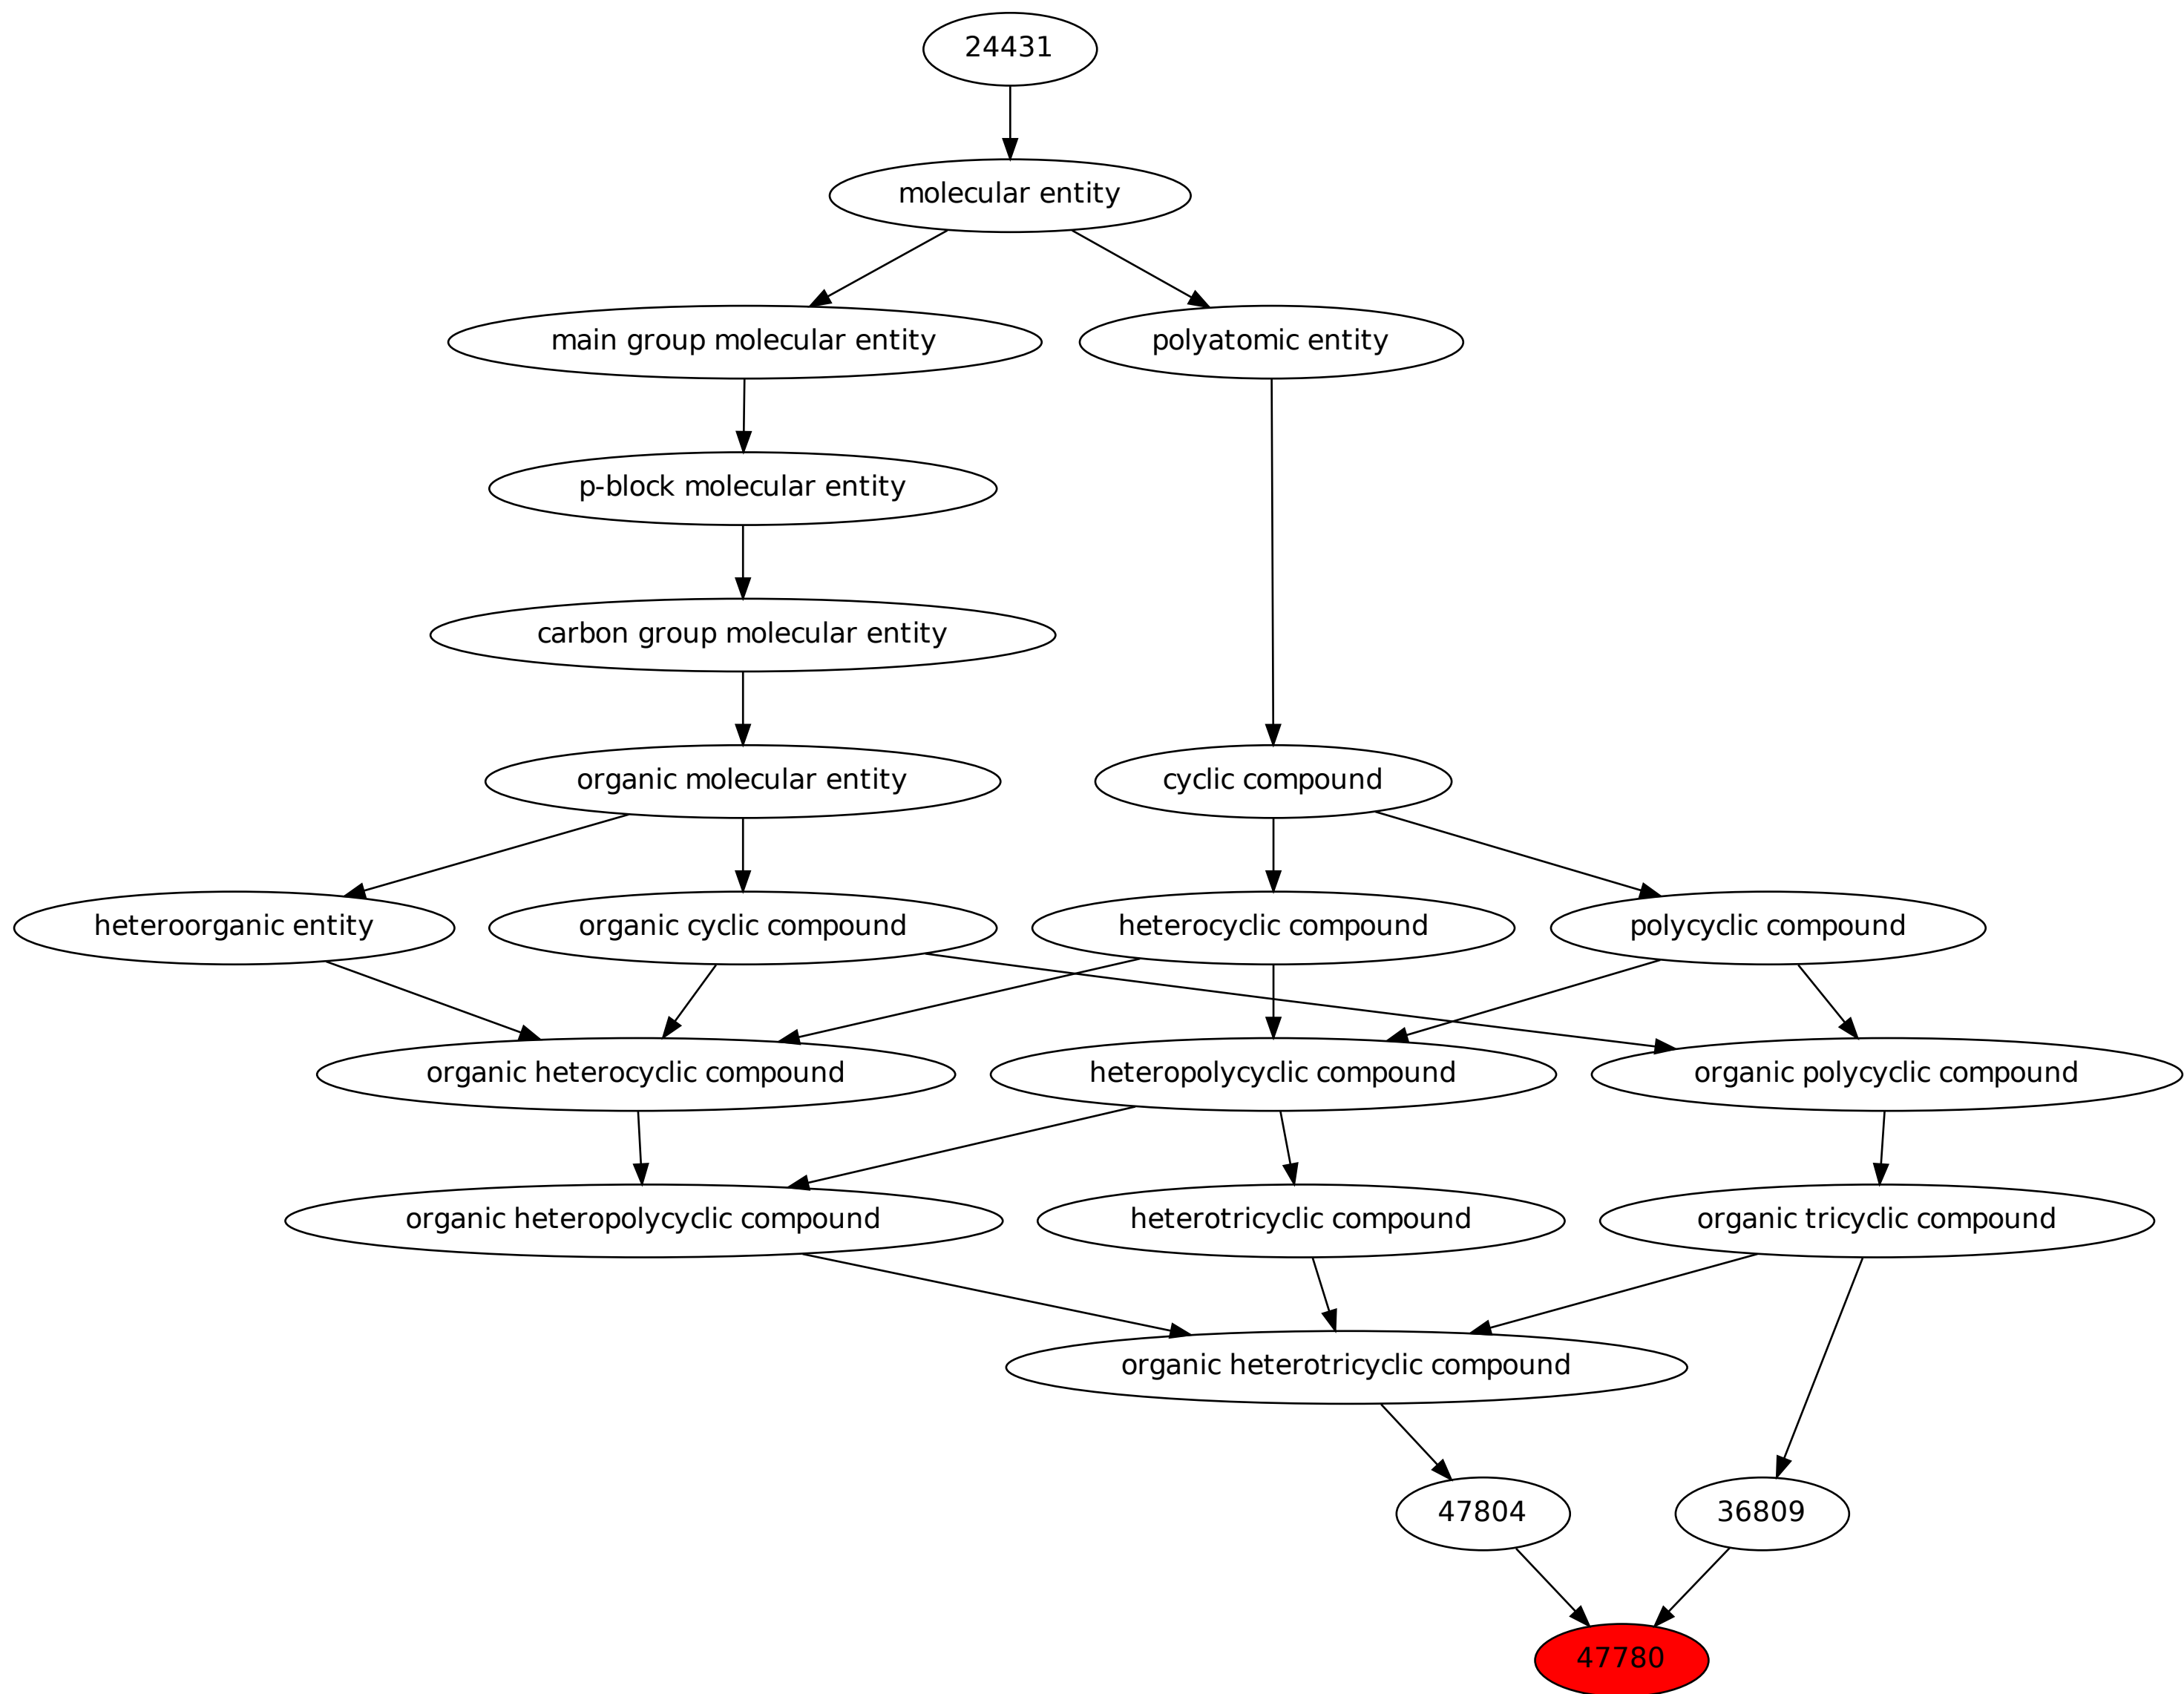 24431
molecular entity
main group molecular entity
polyatomic entity
p-block molecular entity
carbon group molecular entity
organic molecular entity
cyclic compound
heteroorganic entity
organic cyclic compound
heterocyclic compound
polycyclic compound
organic heterocyclic compound
heteropolycyclic compound
organic polycyclic compound
organic heteropolycyclic compound
heterotricyclic compound
organic tricyclic compound
organic heterotricyclic compound
47804
36809
47780